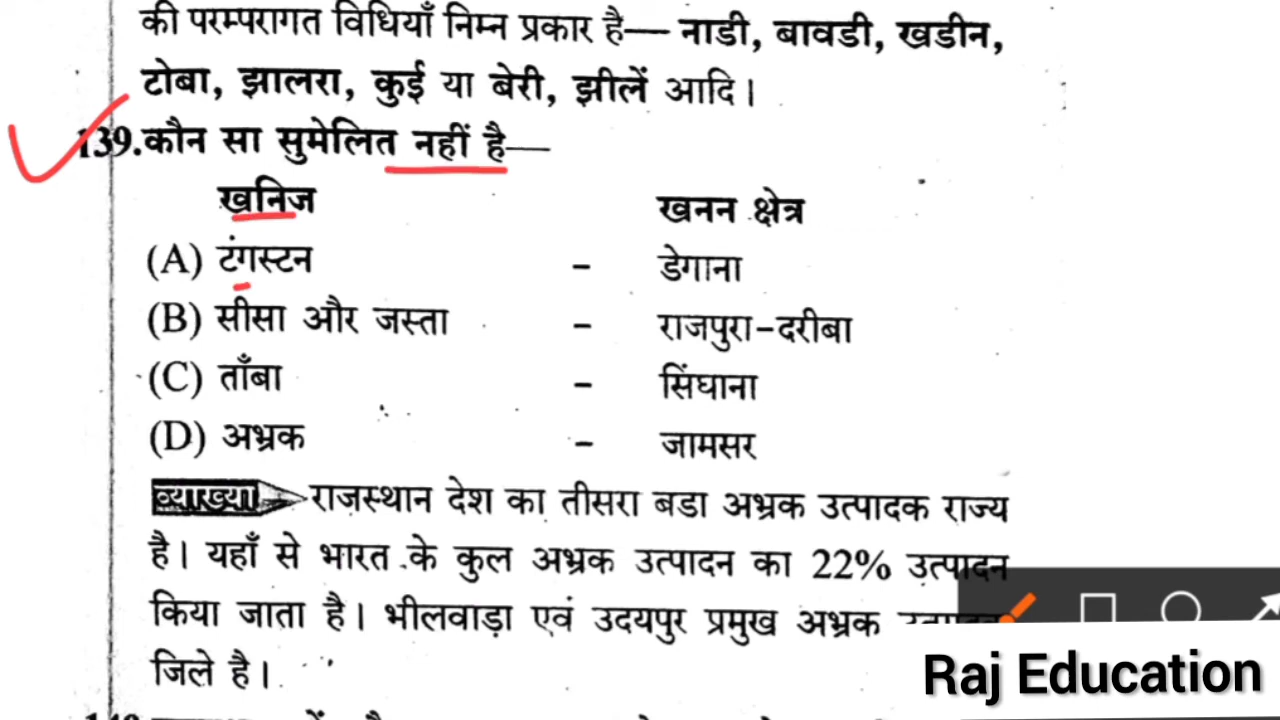 की परम्परागत विधियाँ निम्न प्रकार है— नाडी, बावडी, खडीन,
टोबा, झालरा, कुई या बेरी, झीलें आदि।
139. कौन सा सुमेलित नहीं है—
खनिज खनन क्षेत्र
(A) टंगस्टन – डेगाना
(B) सीसा और जस्ता – राजपुरा-दरीबा
(C) ताँबा – सिंघाना
(D) अभ्रक – जामसर
व्याख्या राजस्थान देश का तीसरा बडा अभ्रक उत्पादक राज्य
है। यहाँ से भारत के कुल अभ्रक उत्पादन का 22% उत्पादन
किया जाता है। भीलवाड़ा एवं उदयपुर प्रमुख अभ्रक
जिले है।
Raj Education